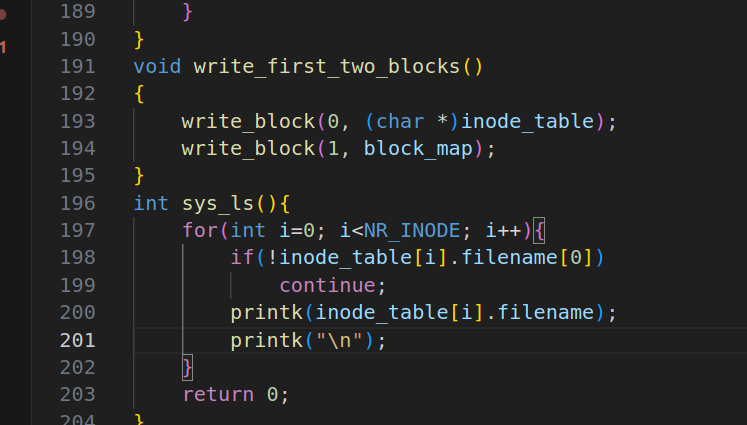 189 }
190 }
191 void write_first_two_blocks()
192 {
193 write_block(0, (char *)inode_table);
194 write_block(1, block_map);
195 }
196 int sys_ls(){
197 for(int i=0; i<NR_INODE; i++){
198 if(!inode_table[i].filename[0])
199 continue;
200 printk(inode_table[i].filename);
201 printk("\n");
202 }
203 return 0;
204 }
1